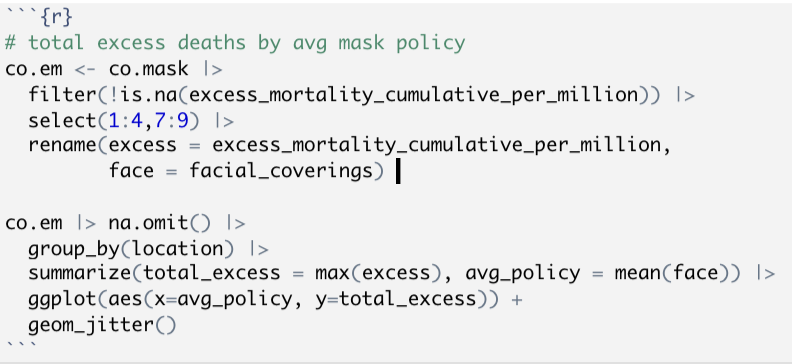 ```{r}
# total excess deaths by avg mask policy
co.em <- co.mask |>
  filter(!is.na(excess_mortality_cumulative_per_million)) |>
  select(1:4,7:9) |>
  rename(excess = excess_mortality_cumulative_per_million,
         face = facial_coverings)

co.em |> na.omit() |>
  group_by(location) |>
  summarize(total_excess = max(excess), avg_policy = mean(face)) |>
  ggplot(aes(x=avg_policy, y=total_excess)) +
  geom_jitter()
```